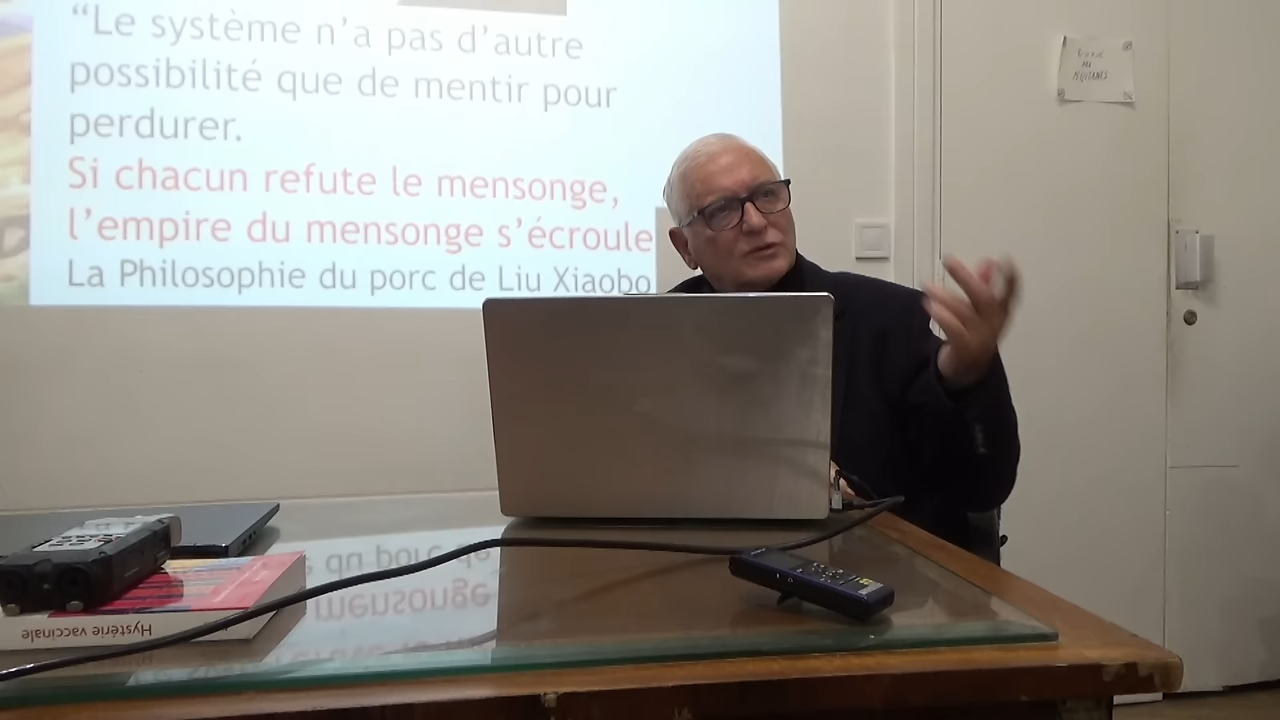 “Le système n’a pas d’autre
possibilité que de mentir pour
perdurer.
Si chacun refute le mensonge,
l’empire du mensonge s’écroule
La Philosophie du porc de Liu Xiaobo
Hystérie vaccinale